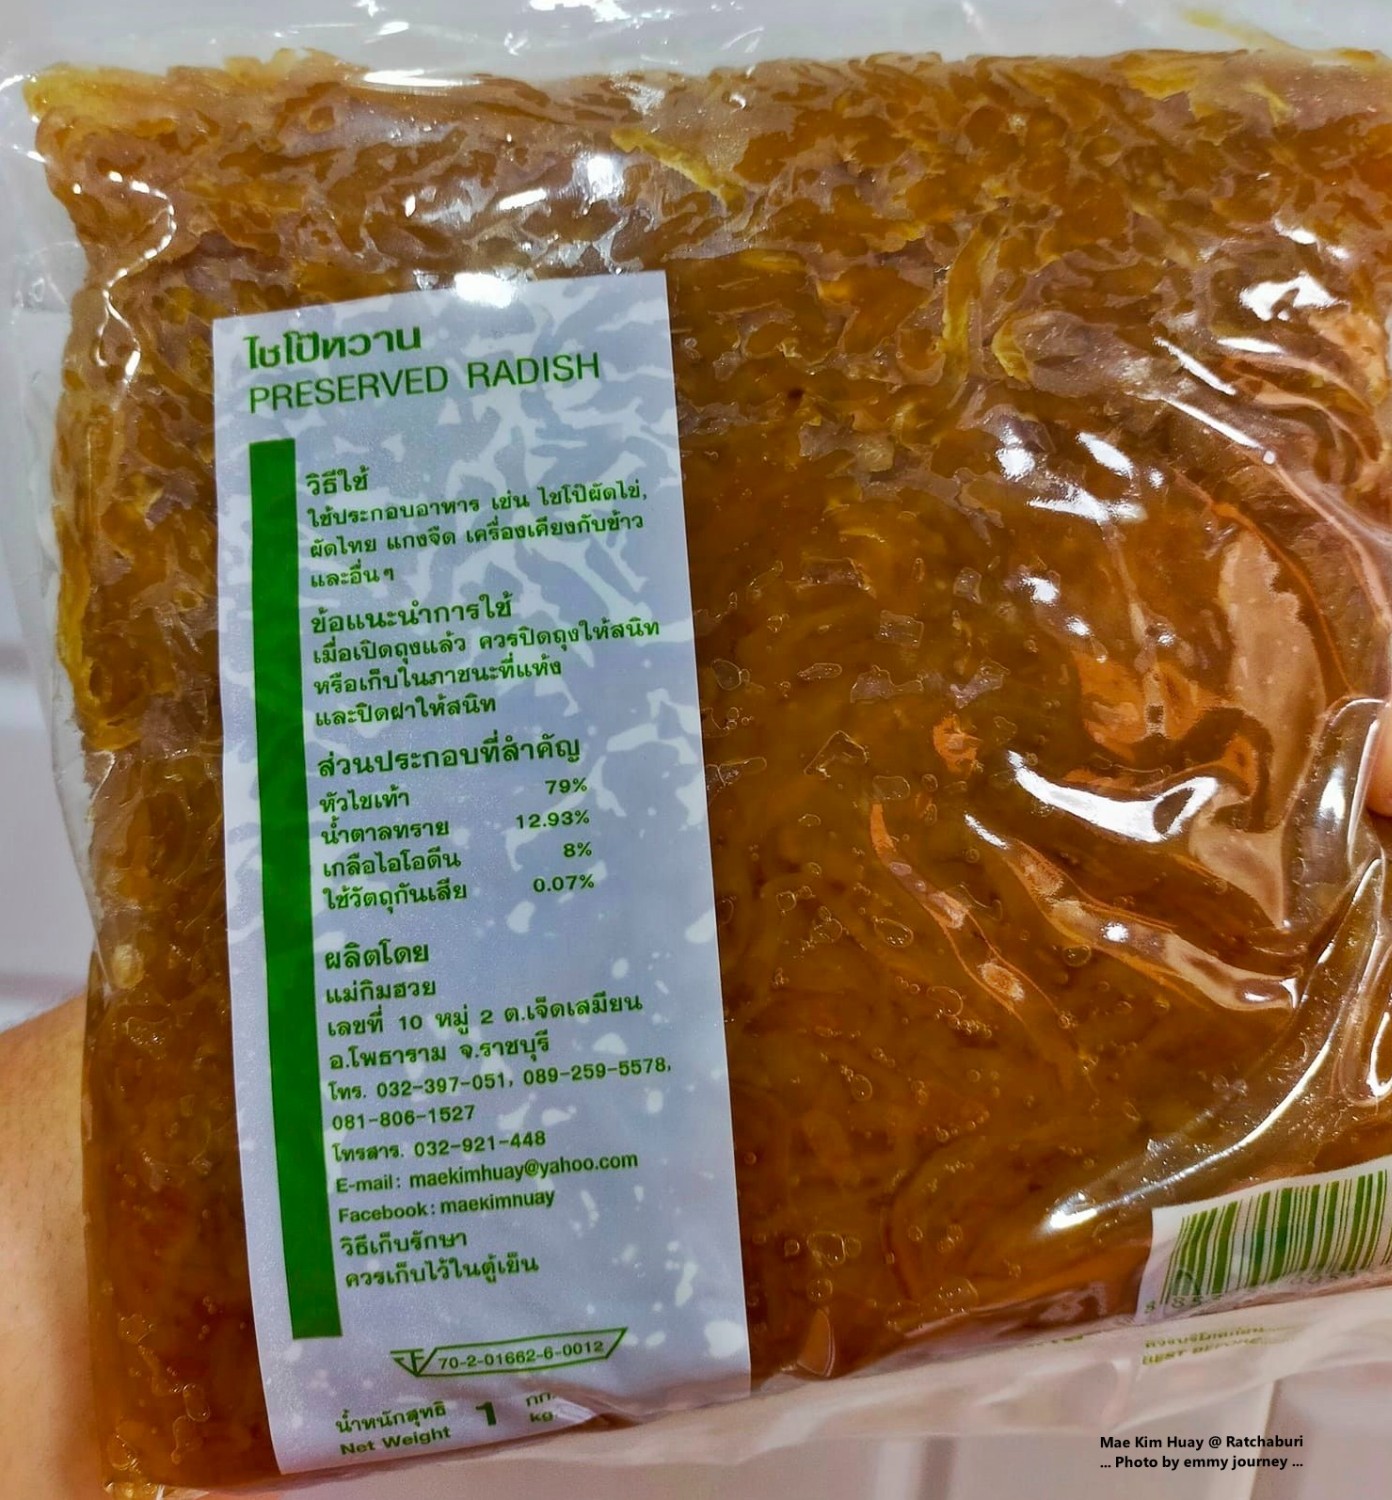 ไชโป๊หวาน
PRESERVED RADISH
วิธีใช้
ใช้ประกอบอาหาร เช่น ไชโป๊ผัดไข่,
ผัดไทย แกงจืด เครื่องเคียงกับข้าว
และอื่นๆ
ข้อแนะนำการใช้
เมื่อเปิดถุงแล้ว ควรปิดถุงให้สนิท
หรือเก็บในภาชนะที่แห้ง
และปิดฝาให้สนิท
ส่วนประกอบที่สำคัญ
หัวไชเท้า 79%
น้ำตาลทราย 12.93%
เกลือไอโอดีน 8%
ใช้วัตถุกันเสีย 0.07%
ผลิตโดย
แม่กิมฮวย
เลขที่ 10 หมู่ 2 ต.เจ็ดเสมียน
อ.โพธาราม จ.ราชบุรี
โทร. 032-397-051, 089-259-5578,
081-806-1527
โทรสาร. 032-921-448
E-mail: maekimhuay@yahoo.com
Facebook: maekimhuay
วิธีเก็บรักษา
ควรเก็บไว้ในตู้เย็น
70-2-01662-6-0012
น้ำหนักสุทธิ 1 กก.
Net Weight kg.
BEST BEFORE
Mae Kim Huay @ Ratchaburi
... Photo by emmy journey ...